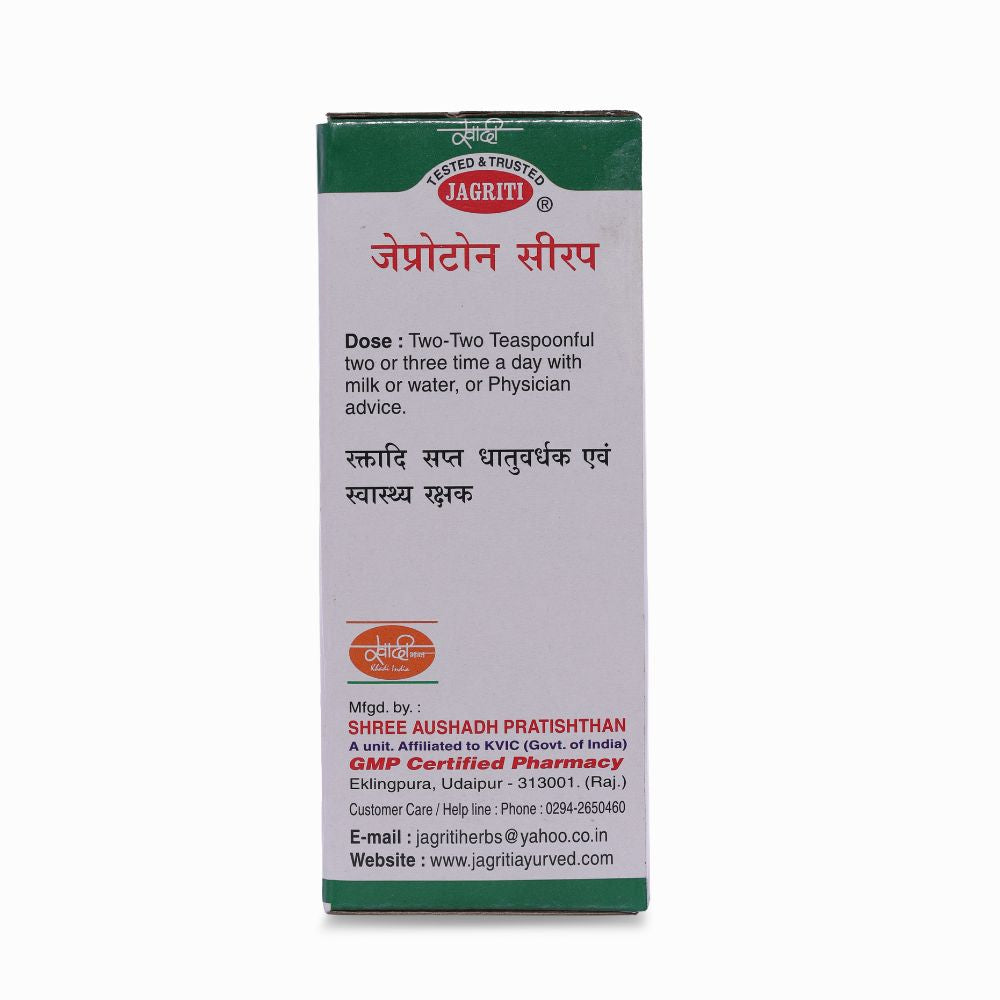 खादी
TESTED & TRUSTED
JAGRITI ®
जेप्रोटोन सीरप
Dose : Two-Two Teaspoonful
two or three time a day with
milk or water, or Physician
advice.
रक्तादि सप्त धातुवर्धक एवं
स्वास्थ्य रक्षक
खादी भारत
Khadi India
Mfgd. by. :
SHREE AUSHADH PRATISHTHAN
A unit. Affiliated to KVIC (Govt. of India)
GMP Certified Pharmacy
Eklingpura, Udaipur - 313001. (Raj.)
Customer Care / Help line : Phone : 0294-2650460
E-mail : jagritiherbs@yahoo.co.in
Website : www.jagritiayurved.com